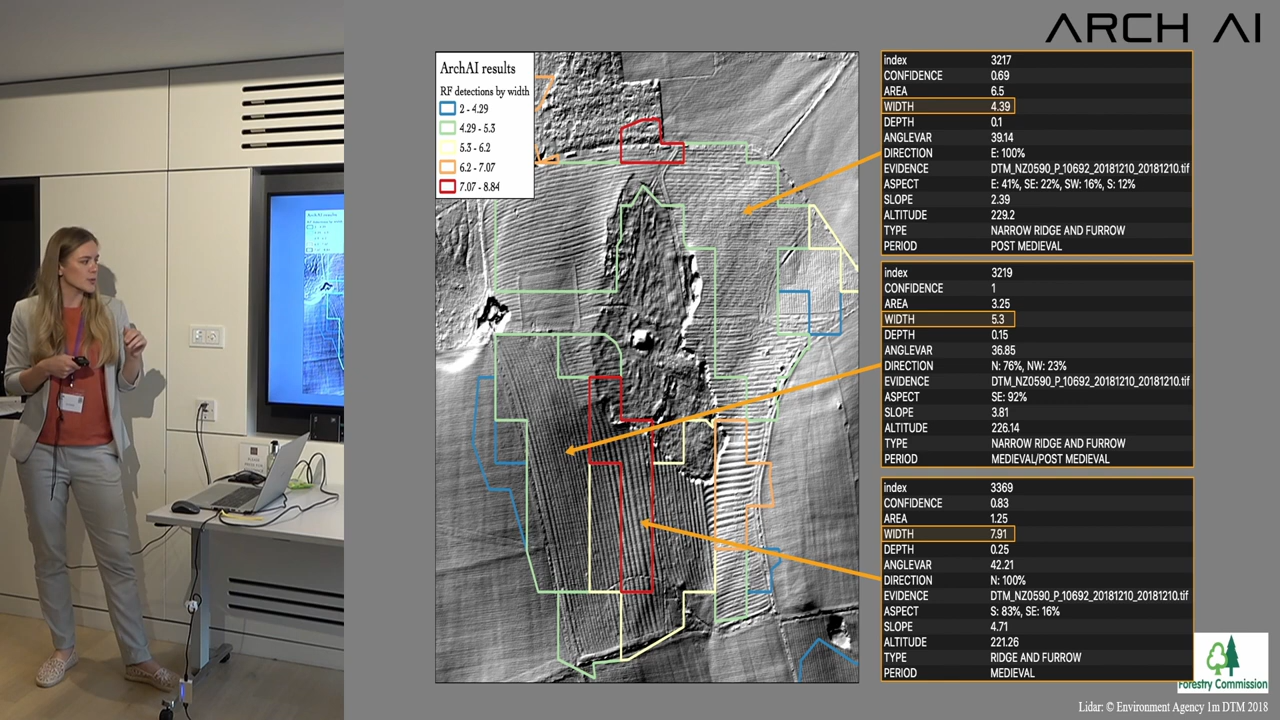 ARCH AI
ArchAI results
RF detections by width
2 - 4.29
4.29 - 5.3
5.3 - 6.2
6.2 - 7.07
7.07 - 8.84
index 3217
CONFIDENCE 0.69
AREA 6.5
WIDTH 4.39
DEPTH 0.1
ANGLEVAR 39.14
DIRECTION E: 100%
EVIDENCE DTM_NZ0590_P_10692_20181210_20181210.tif
ASPECT E: 41%, SE: 22%, SW: 16%, S: 12%
SLOPE 2.39
ALTITUDE 229.2
TYPE NARROW RIDGE AND FURROW
PERIOD POST MEDIEVAL
index 3219
CONFIDENCE 1
AREA 3.25
WIDTH 5.3
DEPTH 0.15
ANGLEVAR 36.85
DIRECTION N: 76%, NW: 23%
EVIDENCE DTM_NZ0590_P_10692_20181210_20181210.tif
ASPECT SE: 92%
SLOPE 3.81
ALTITUDE 226.14
TYPE NARROW RIDGE AND FURROW
PERIOD MEDIEVAL/POST MEDIEVAL
index 3369
CONFIDENCE 0.83
AREA 1.25
WIDTH 7.91
DEPTH 0.25
ANGLEVAR 42.21
DIRECTION N: 100%
EVIDENCE DTM_NZ0590_P_10692_20181210_20181210.tif
ASPECT S: 83%, SE: 16%
SLOPE 4.71
ALTITUDE 221.26
TYPE RIDGE AND FURROW
PERIOD MEDIEVAL
Forestry Commission
Lidar: © Environment Agency 1m DTM 2018